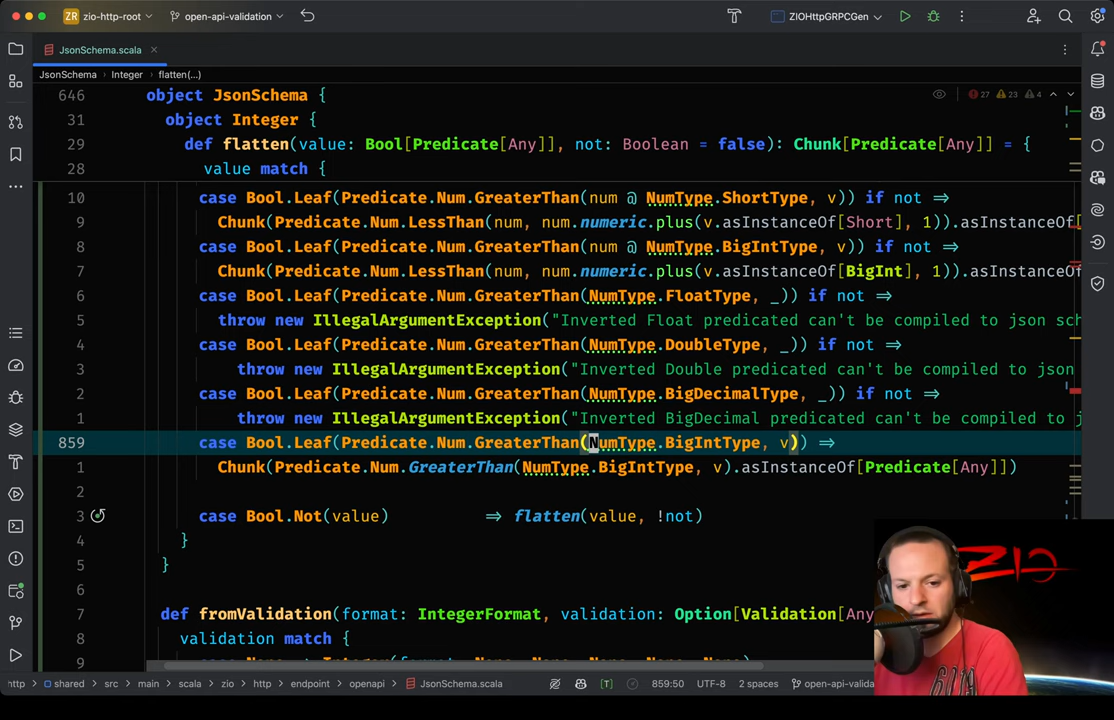 ZR zio-http-root open-api-validation ZIOHttpGRPCGen
JsonSchema.scala
JsonSchema Integer flatten(...)
27 23 4
646 object JsonSchema {
31 object Integer {
29 def flatten(value: Bool[Predicate[Any]], not: Boolean = false): Chunk[Predicate[Any]] = {
28 value match {
10 case Bool.Leaf(Predicate.Num.GreaterThan(num @ NumType.ShortType, v)) if not =>
9 Chunk(Predicate.Num.LessThan(num, num.numeric.plus(v.asInstanceOf[Short], 1)).asInstanceOf[
8 case Bool.Leaf(Predicate.Num.GreaterThan(num @ NumType.BigIntType, v)) if not =>
7 Chunk(Predicate.Num.LessThan(num, num.numeric.plus(v.asInstanceOf[BigInt], 1)).asInstanceOf
6 case Bool.Leaf(Predicate.Num.GreaterThan(NumType.FloatType, _)) if not =>
5 throw new IllegalArgumentException("Inverted Float predicated can't be compiled to json sch
4 case Bool.Leaf(Predicate.Num.GreaterThan(NumType.DoubleType, _)) if not =>
3 throw new IllegalArgumentException("Inverted Double predicated can't be compiled to json
2 case Bool.Leaf(Predicate.Num.GreaterThan(NumType.BigDecimalType, _)) if not =>
1 throw new IllegalArgumentException("Inverted BigDecimal predicated can't be compiled to j
859 case Bool.Leaf(Predicate.Num.GreaterThan(NumType.BigIntType, v)) =>
1 Chunk(Predicate.Num.GreaterThan(NumType.BigIntType, v).asInstanceOf[Predicate[Any]])
2
3 case Bool.Not(value) => flatten(value, !not)
4 }
5 }
6
7 def fromValidation(format: IntegerFormat, validation: Option[Validation[Any
8 validation match {
9
http shared src main scala zio http endpoint openapi JsonSchema.scala [T] 859:50 UTF-8 2 spaces open-api-valida